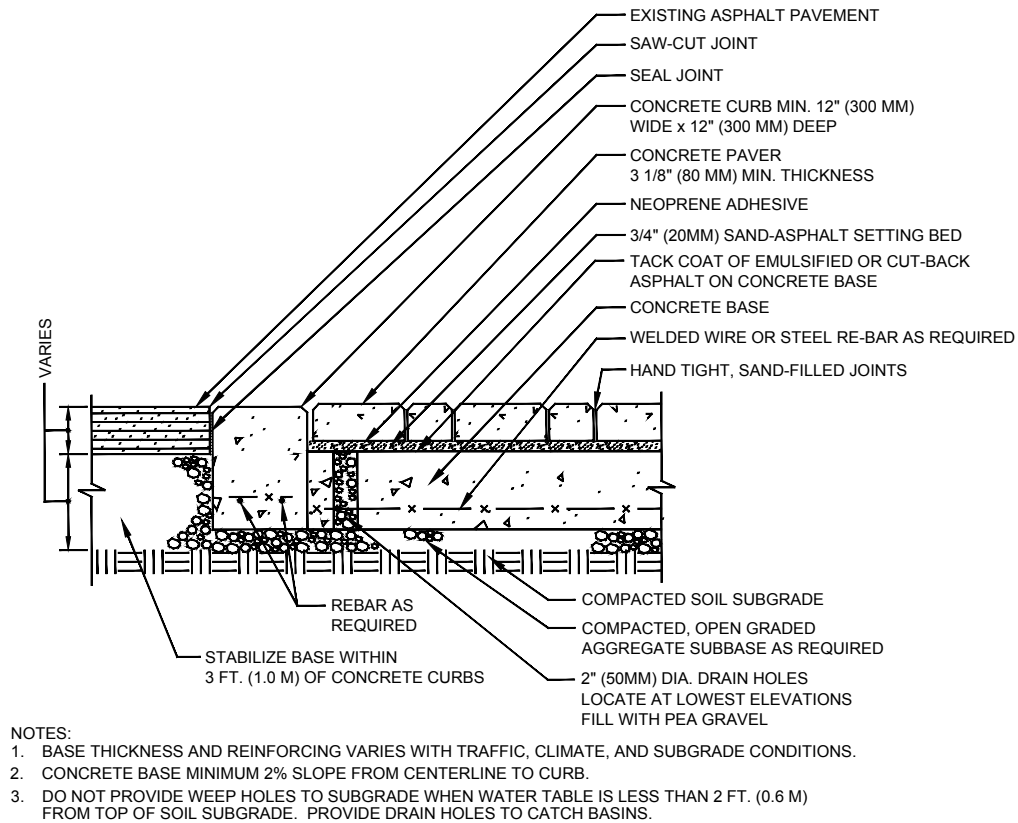 EXISTING ASPHALT PAVEMENT
SAW-CUT JOINT
SEAL JOINT
CONCRETE CURB MIN. 12" (300 MM)
WIDE x 12" (300 MM) DEEP
CONCRETE PAVER
3 1/8" (80 MM) MIN. THICKNESS
NEOPRENE ADHESIVE
3/4" (20MM) SAND-ASPHALT SETTING BED
TACK COAT OF EMULSIFIED OR CUT-BACK
ASPHALT ON CONCRETE BASE
CONCRETE BASE
WELDED WIRE OR STEEL RE-BAR AS REQUIRED
HAND TIGHT, SAND-FILLED JOINTS
VARIES
COMPACTED SOIL SUBGRADE
COMPACTED, OPEN GRADED
AGGREGATE SUBBASE AS REQUIRED
2" (50MM) DIA. DRAIN HOLES
LOCATE AT LOWEST ELEVATIONS
FILL WITH PEA GRAVEL
REBAR AS
REQUIRED
STABILIZE BASE WITHIN
3 FT. (1.0 M) OF CONCRETE CURBS
NOTES:
1. BASE THICKNESS AND REINFORCING VARIES WITH TRAFFIC, CLIMATE, AND SUBGRADE CONDITIONS.
2. CONCRETE BASE MINIMUM 2% SLOPE FROM CENTERLINE TO CURB.
3. DO NOT PROVIDE WEEP HOLES TO SUBGRADE WHEN WATER TABLE IS LESS THAN 2 FT. (0.6 M)
FROM TOP OF SOIL SUBGRADE. PROVIDE DRAIN HOLES TO CATCH BASINS.